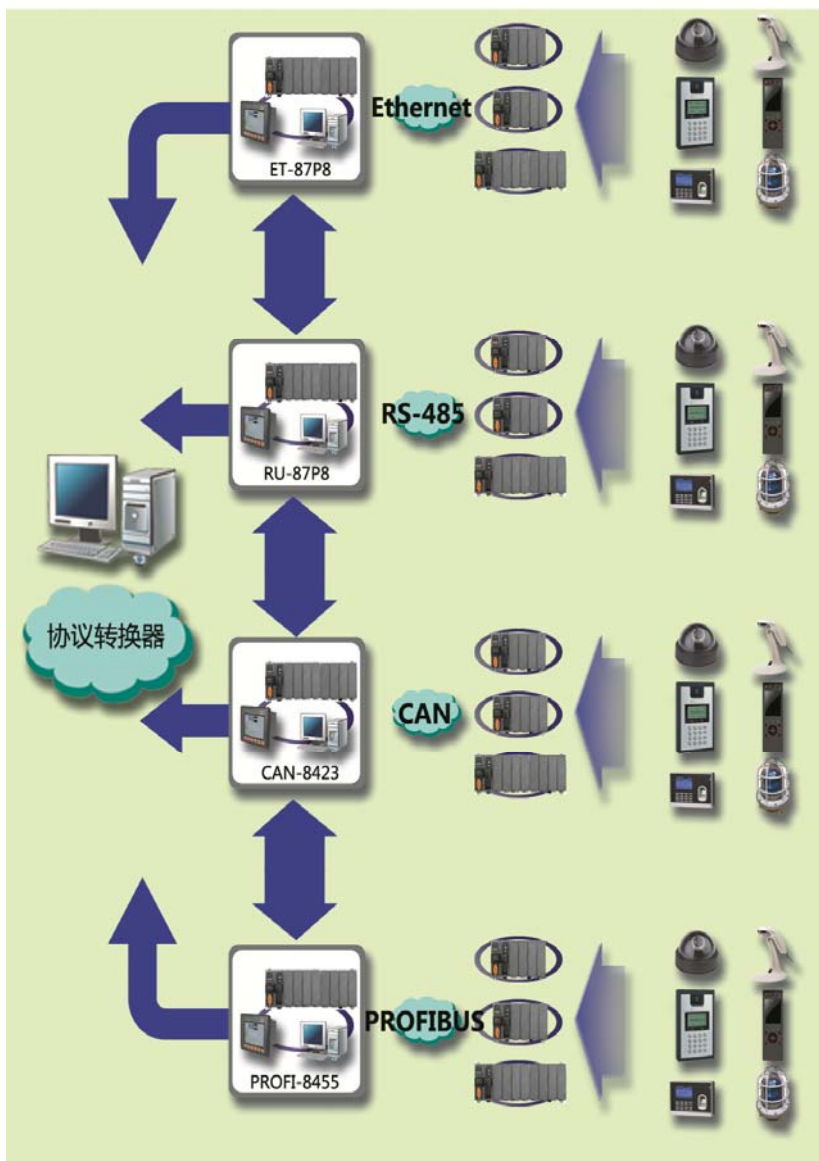 Ethernet
ET-87P8
RS-485
RU-87P8
协议转换器
CAN
CAN-8423
PROFIBUS
PROFI-8455